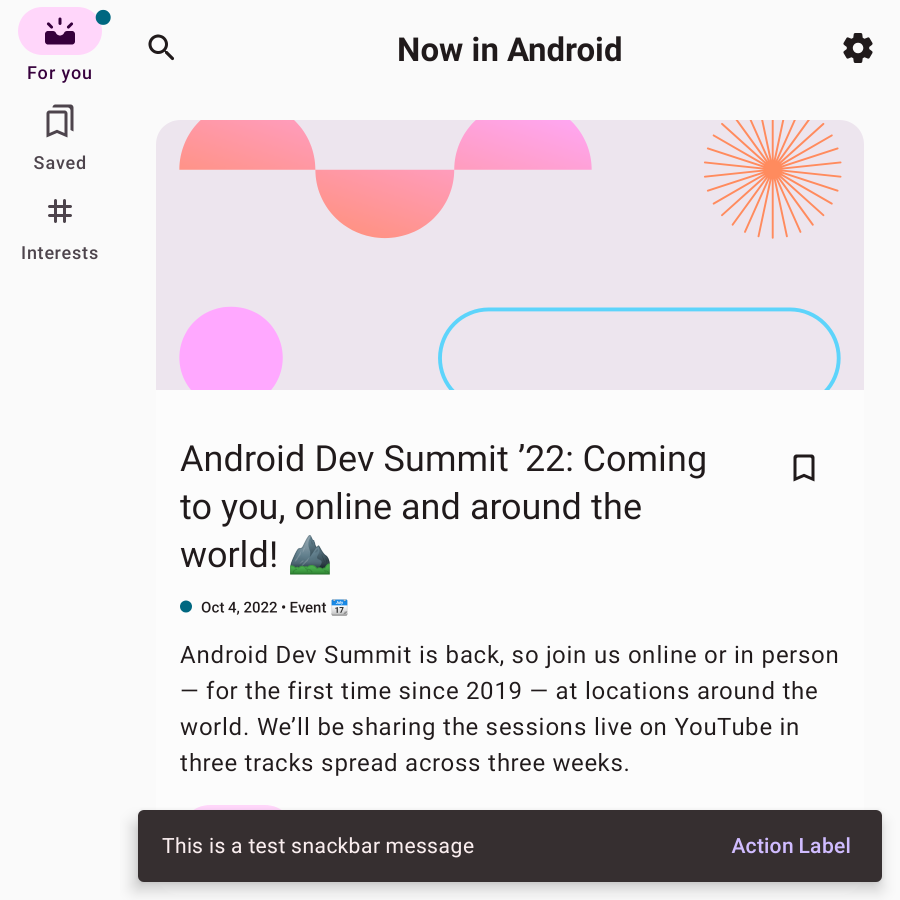 For you
Saved
Interests
Now in Android
Android Dev Summit ’22: Coming
to you, online and around the
world! ⛰️
Oct 4, 2022 • Event 📅
Android Dev Summit is back, so join us online or in person
— for the first time since 2019 — at locations around the
world. We’ll be sharing the sessions live on YouTube in
three tracks spread across three weeks.
This is a test snackbar message
Action Label